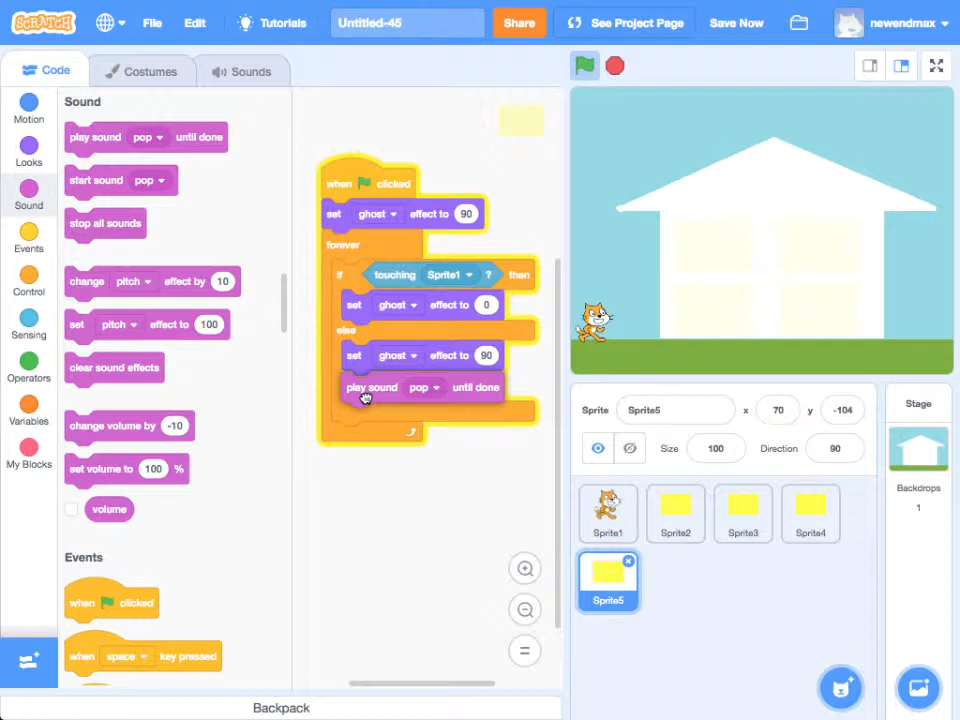 SCRATCH File Edit Tutorials Untitled-45 Share See Project Page Save Now newendmax
Code Costumes Sounds
Motion
Looks
Sound
Events
Control
Sensing
Operators
Variables
My Blocks
Sound
play sound pop until done
start sound pop
stop all sounds
change pitch effect by 10
set pitch effect to 100
clear sound effects
change volume by -10
set volume to 100 %
volume
Events
when clicked
when space key pressed
when clicked
set ghost effect to 90
forever
if touching Sprite1 ? then
set ghost effect to 0
else
set ghost effect to 90
play sound pop until done
Backpack
Sprite Sprite5 x 70 y -104
Size 100 Direction 90
Sprite1 Sprite2 Sprite3 Sprite4
Sprite5
Stage
Backdrops
1